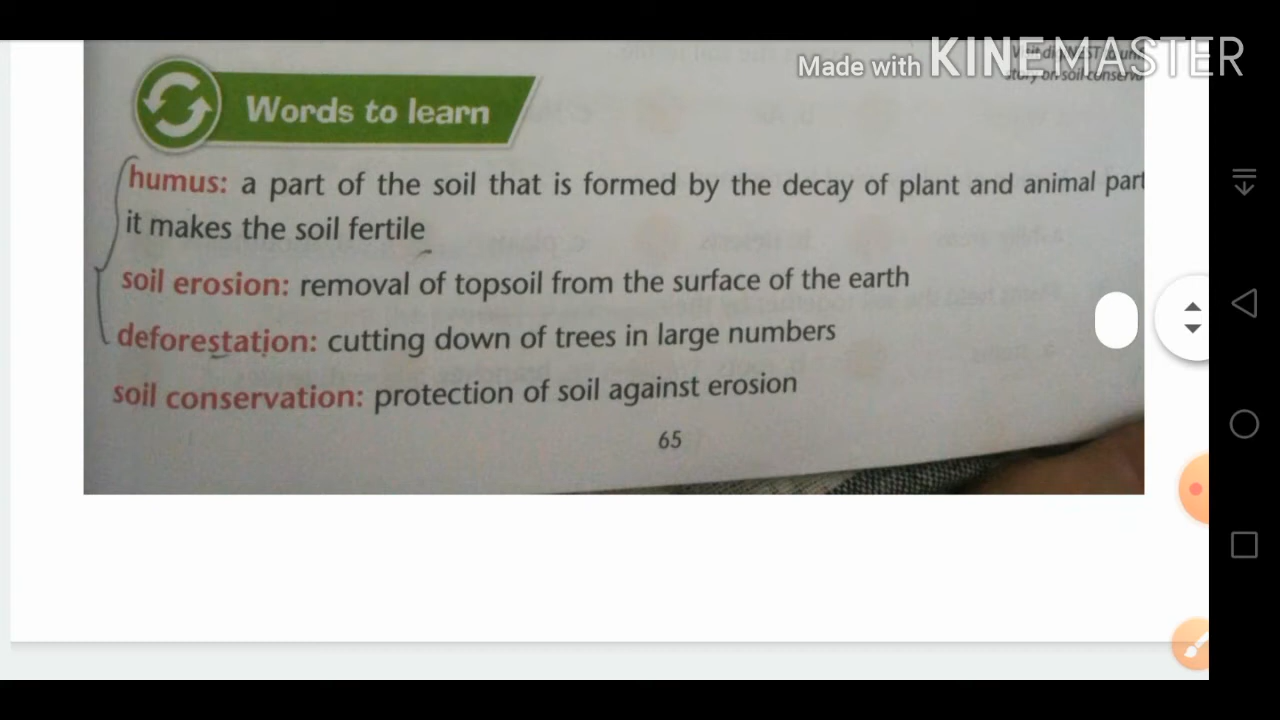 Made with KINEMASTER
Words to learn
humus: a part of the soil that is formed by the decay of plant and animal part
it makes the soil fertile
soil erosion: removal of topsoil from the surface of the earth
deforestation: cutting down of trees in large numbers
soil conservation: protection of soil against erosion
65